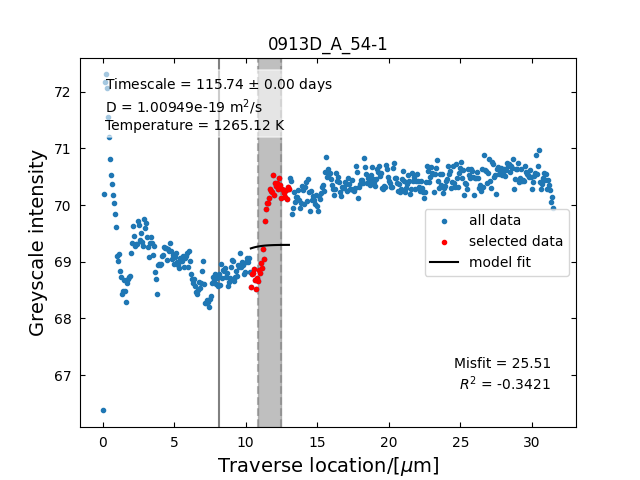 0913D_A_54-1
Timescale = 115.74 ± 0.00 days
D = 1.00949e-19 m²/s
Temperature = 1265.12 K
72
71
70
69
68
67
Greyscale intensity
all data
selected data
model fit
Misfit = 25.51
R² = -0.3421
0 5 10 15 20 25 30
Traverse location/[μm]